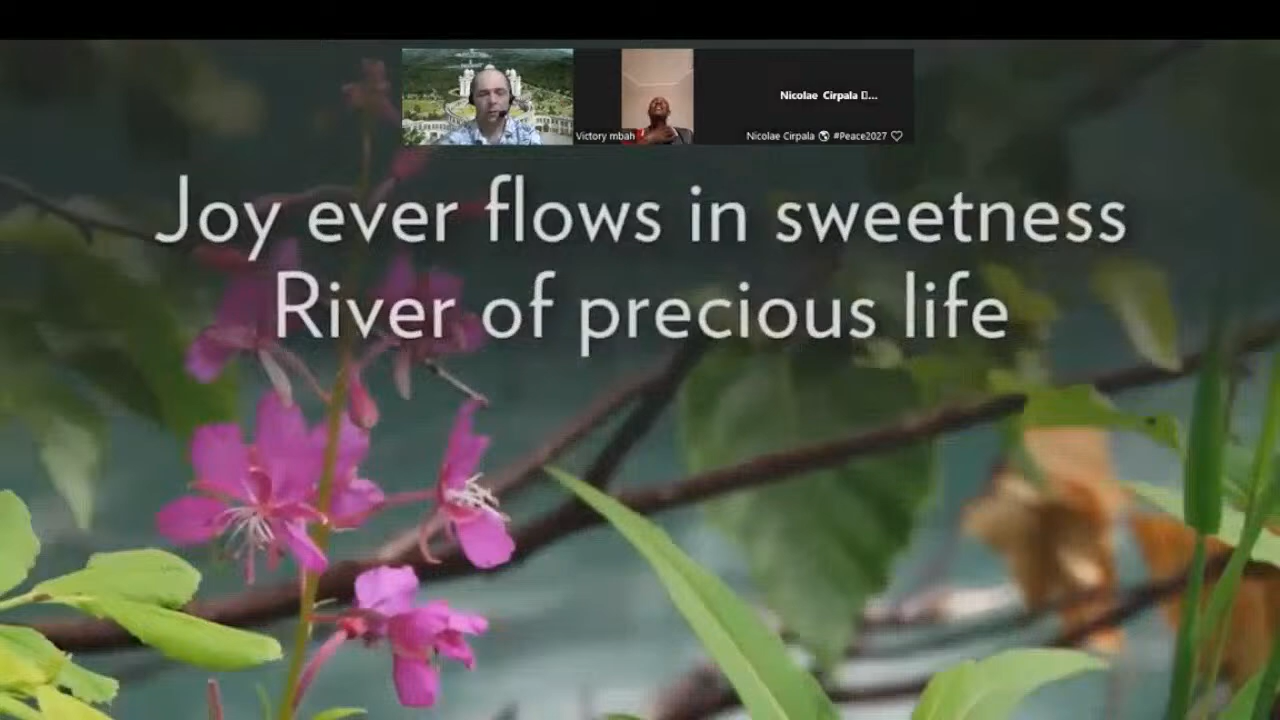 Nicolae Cirpala
Victory mbah
Nicolae Cirpala #Peace2027
Joy ever flows in sweetness
River of precious life